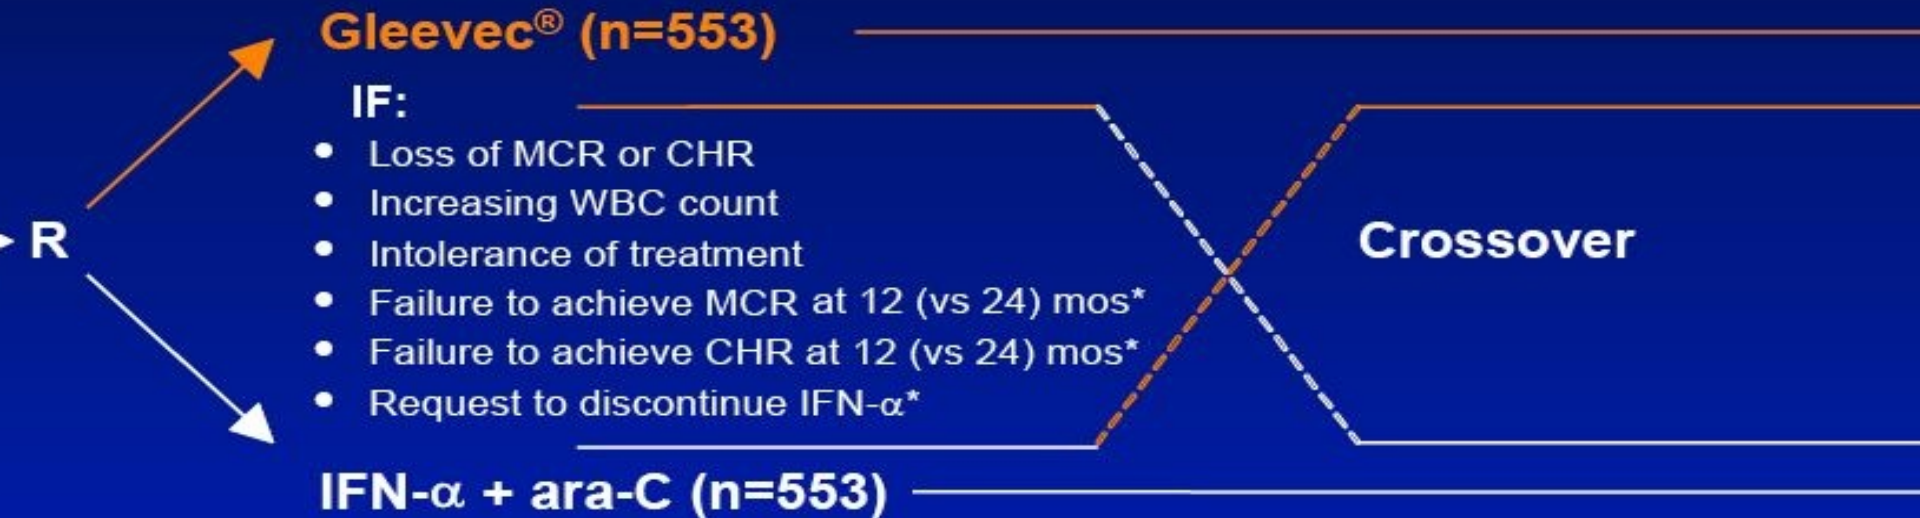 Gleevec® (n=553)
IF:
• Loss of MCR or CHR
• Increasing WBC count
• Intolerance of treatment
• Failure to achieve MCR at 12 (vs 24) mos*
• Failure to achieve CHR at 12 (vs 24) mos*
• Request to discontinue IFN-α*
R
Crossover
IFN-α + ara-C (n=553)